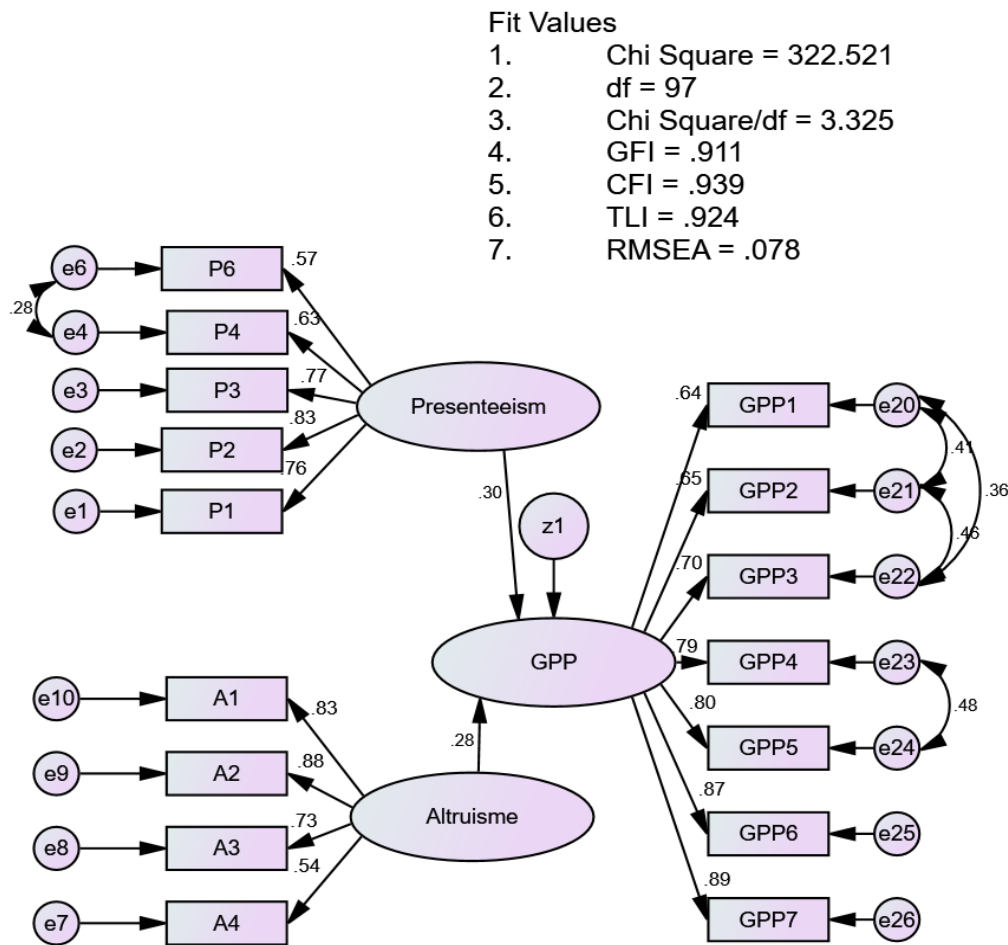 Fit Values
1. Chi Square = 322.521
2. df = 97
3. Chi Square/df = 3.325
4. GFI = .911
5. CFI = .939
6. TLI = .924
7. RMSEA = .078
e6 P6 .57
.28
e4 P4 .63
e3 P3 .77
e2 P2 .83
e1 P1 .76
Presenteeism
.30
z1
GPP
.28
Altruisme
e10 A1 .83
e9 A2 .88
e8 A3 .73
e7 A4 .54
.64 GPP1 e20
.41
.36
.65 GPP2 e21
.46
.70 GPP3 e22
.79 GPP4 e23
.48
.80 GPP5 e24
.87 GPP6 e25
.89 GPP7 e26